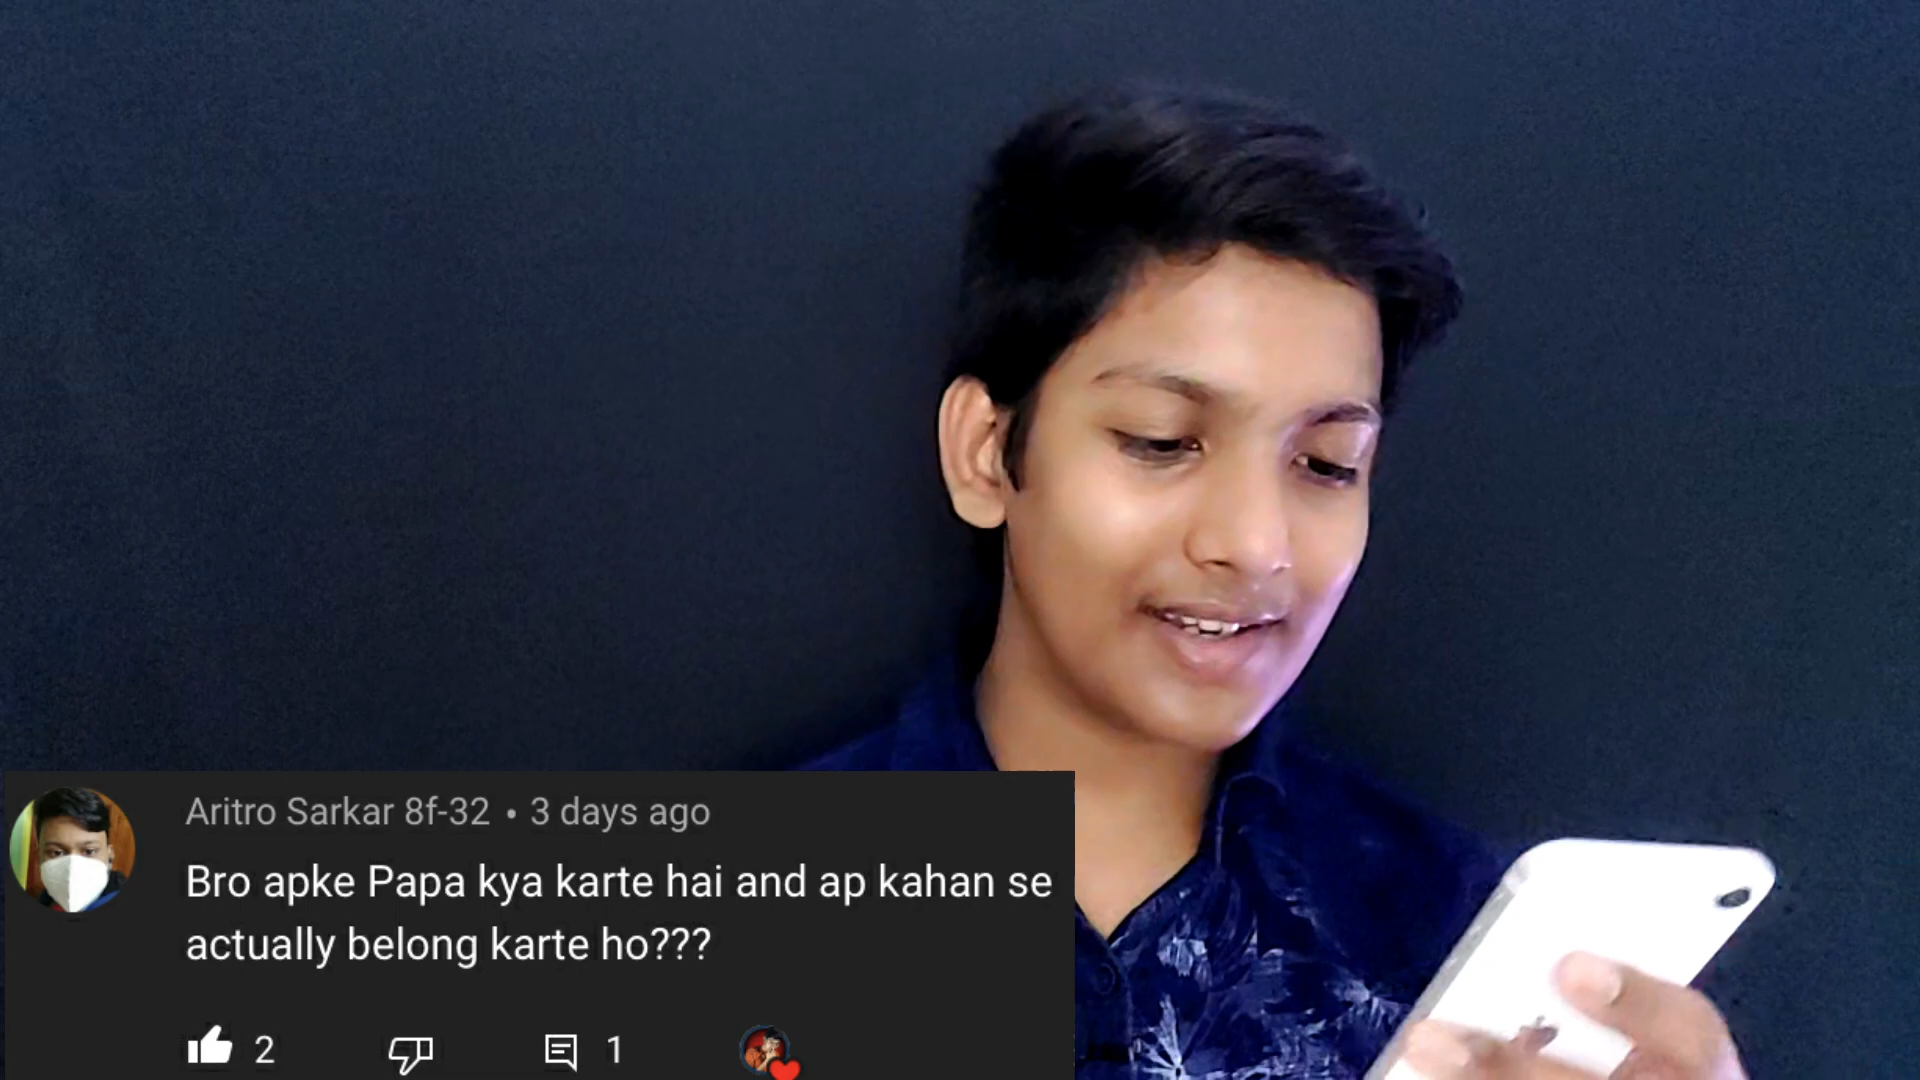 Aritro Sarkar 8f-32 • 3 days ago
Bro apke Papa kya karte hai and ap kahan se
actually belong karte ho???
2 1